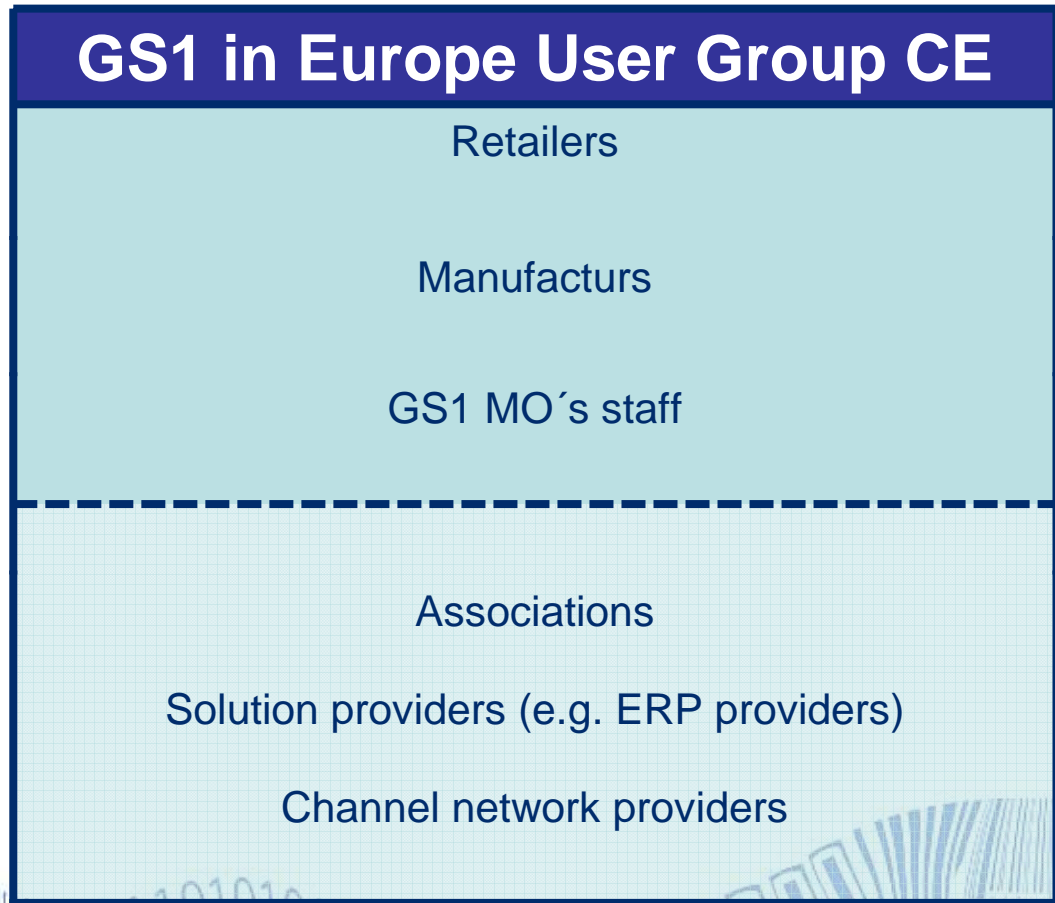 GS1 in Europe User Group CE
Retailers
Manufacturs
GS1 MO´s staff
Associations
Solution providers (e.g. ERP providers)
Channel network providers